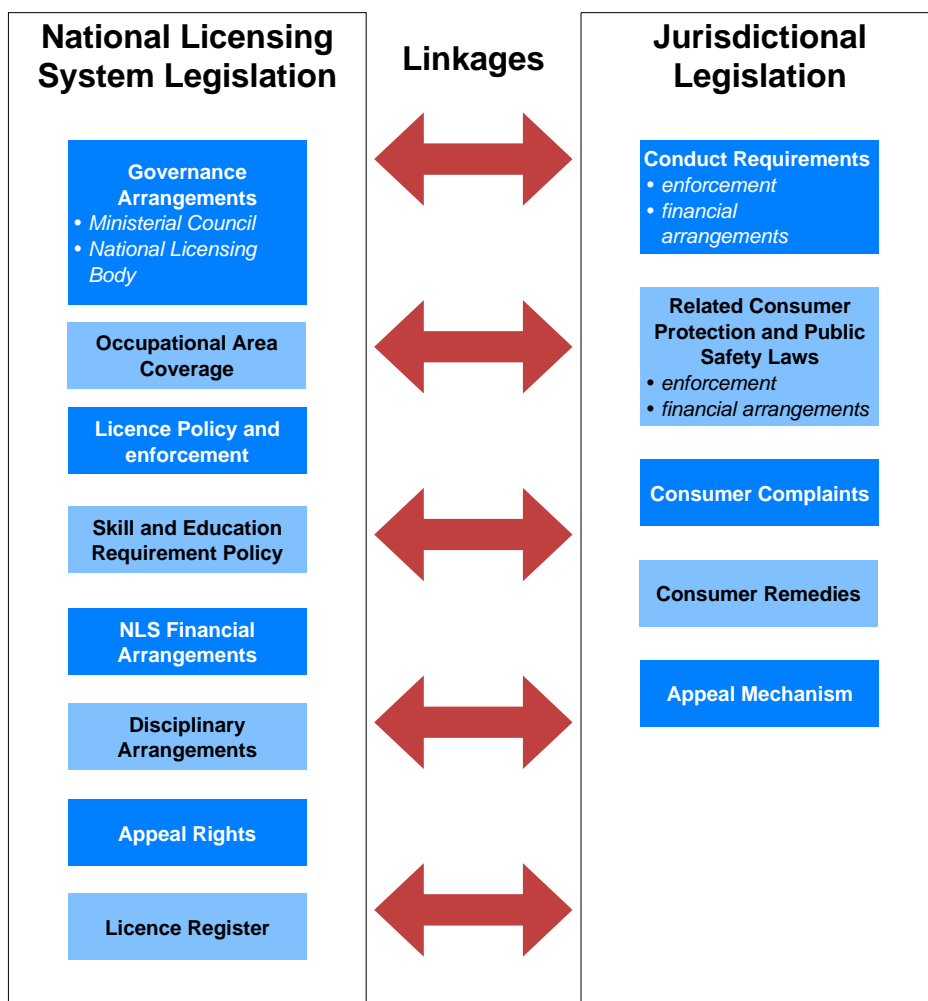 National Licensing
System Legislation
Governance
Arrangements
• Ministerial Council
• National Licensing
Body
Occupational Area
Coverage
Licence Policy and
enforcement
Skill and Education
Requirement Policy
NLS Financial
Arrangements
Disciplinary
Arrangements
Appeal Rights
Licence Register
Linkages
Jurisdictional
Legislation
Conduct Requirements
• enforcement
• financial
arrangements
Related Consumer
Protection and Public
Safety Laws
• enforcement
• financial arrangements
Consumer Complaints
Consumer Remedies
Appeal Mechanism